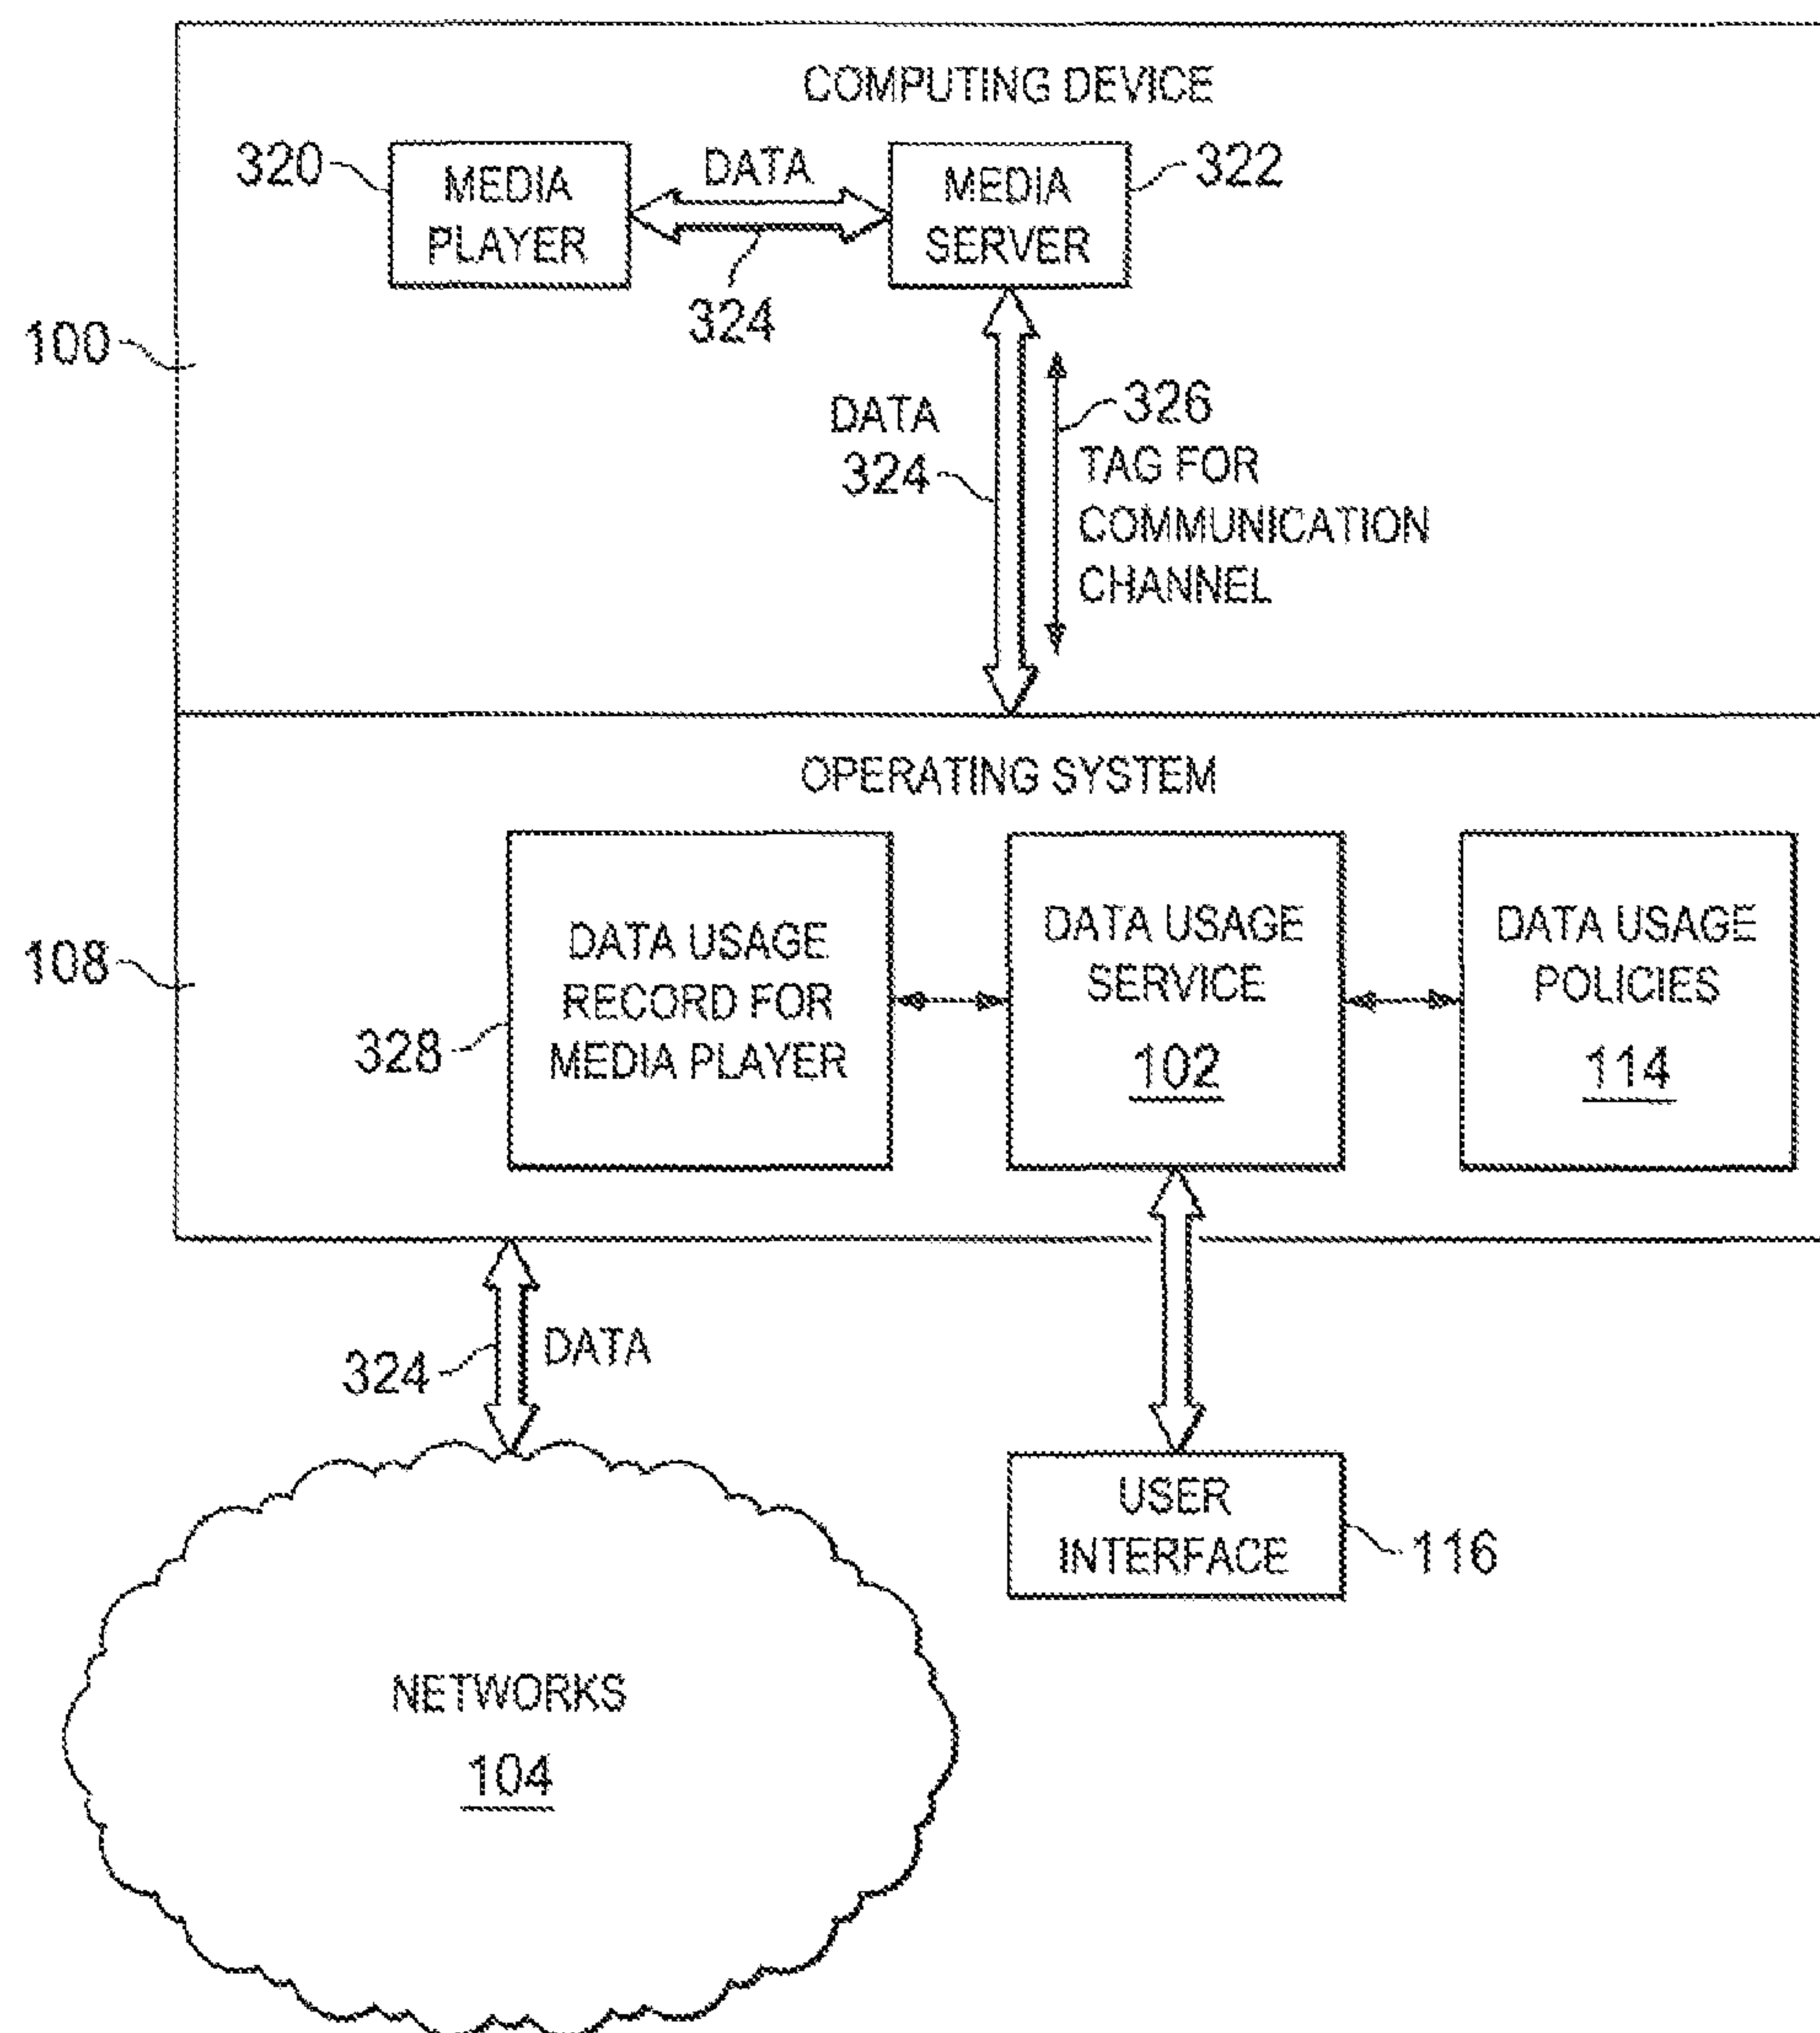 COMPUTING DEVICE
320
MEDIA
PLAYER
DATA
324
MEDIA
SERVER
322
100
DATA
324
326
TAG FOR
COMMUNICATION
CHANNEL
OPERATING SYSTEM
108
328
DATA USAGE
RECORD FOR
MEDIA PLAYER
DATA USAGE
SERVICE
102
DATA USAGE
POLICIES
114
324
DATA
USER
INTERFACE
116
NETWORKS
104